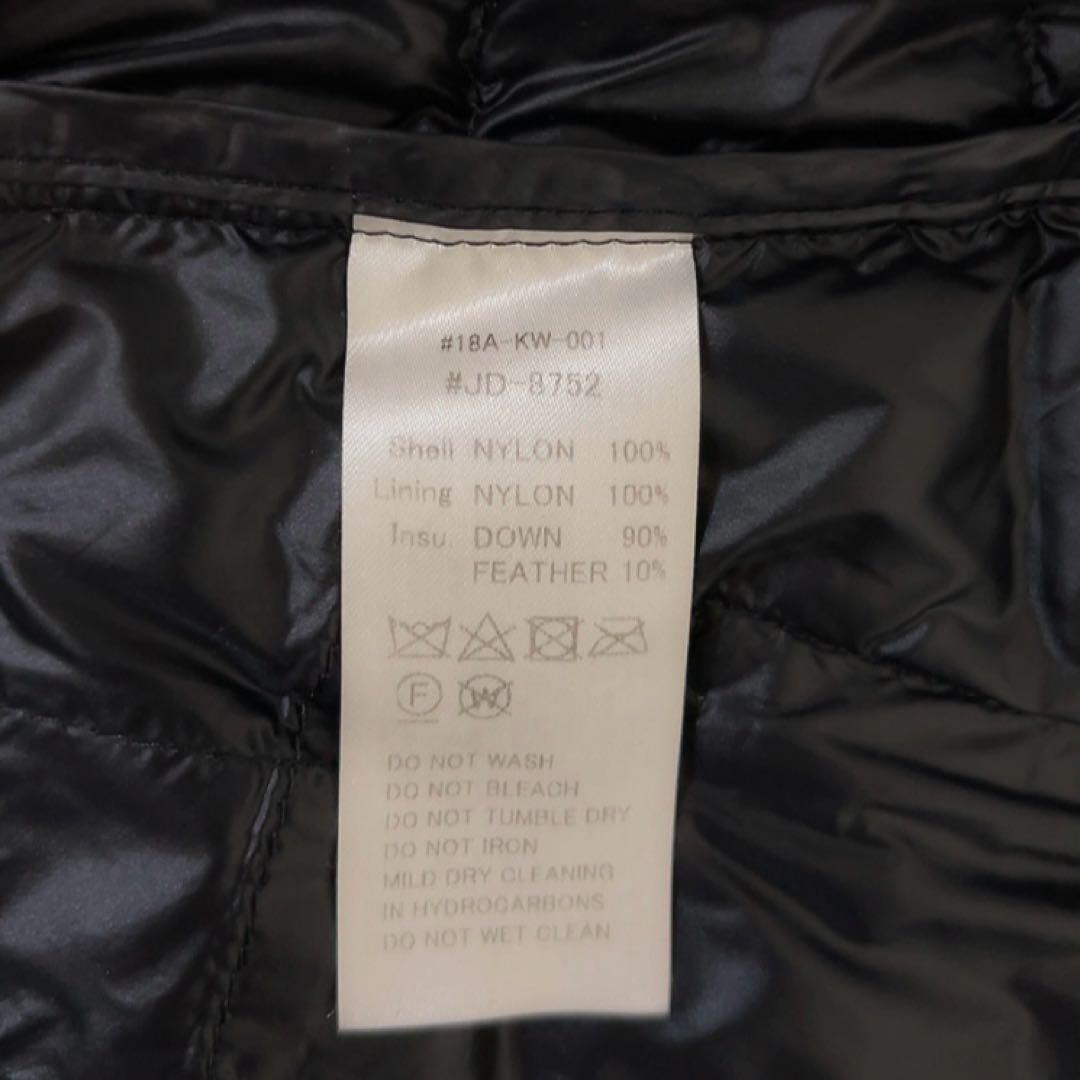 #18A-KW-001
#JD-8752
Shell NYLON 100%
Lining NYLON 100%
Insu. DOWN 90%
FEATHER 10%
F W
DO NOT WASH
DO NOT BLEACH
DO NOT TUMBLE DRY
DO NOT IRON
MILD DRY CLEANING
IN HYDROCARBONS
DO NOT WET CLEAN